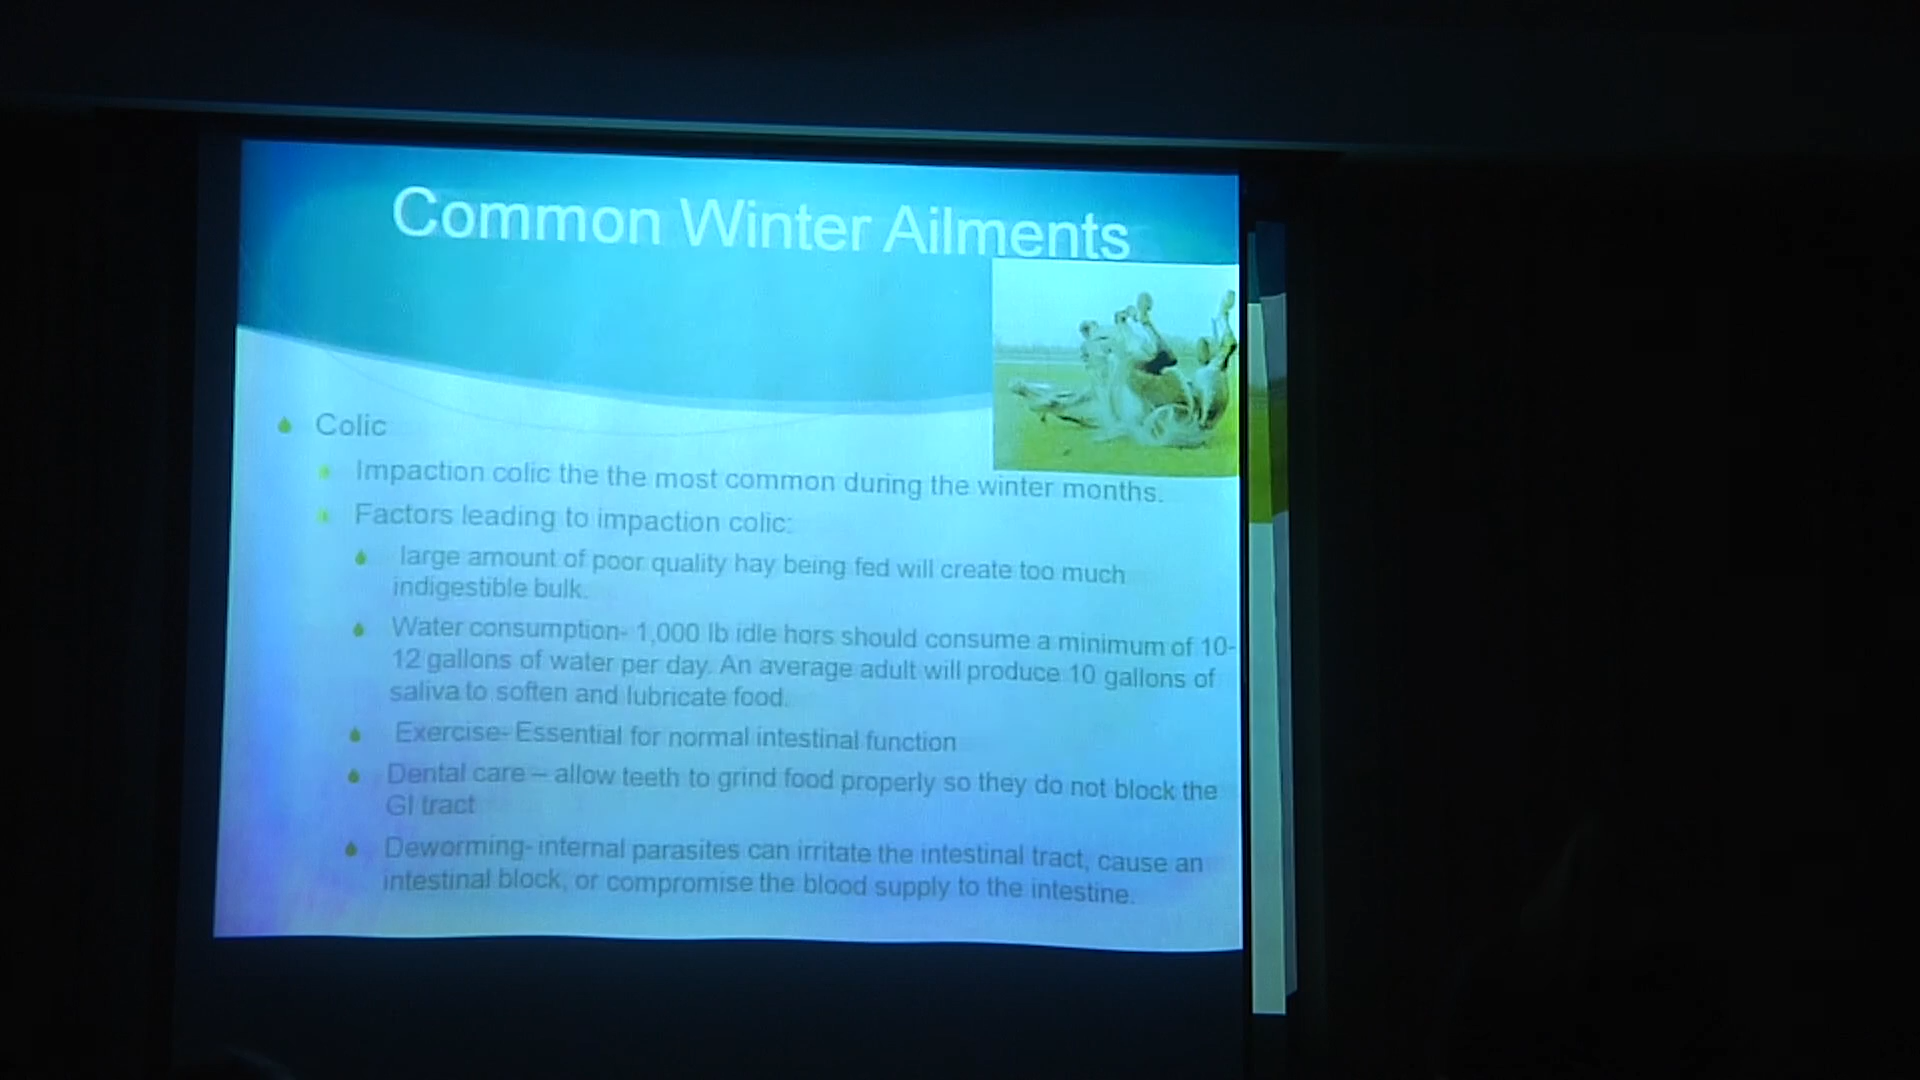 Common Winter Ailments
Colic
Impaction colic the the most common during the winter months.
Factors leading to impaction colic:
large amount of poor quality hay being fed will create too much
indigestible bulk.
Water consumption- 1,000 lb idle hors should consume a minimum of 10-
12 gallons of water per day. An average adult will produce 10 gallons of
saliva to soften and lubricate food.
Exercise- Essential for normal intestinal function
Dental care – allow teeth to grind food properly so they do not block the
GI tract
Deworming- internal parasites can irritate the intestinal tract, cause an
intestinal block, or compromise the blood supply to the intestine.